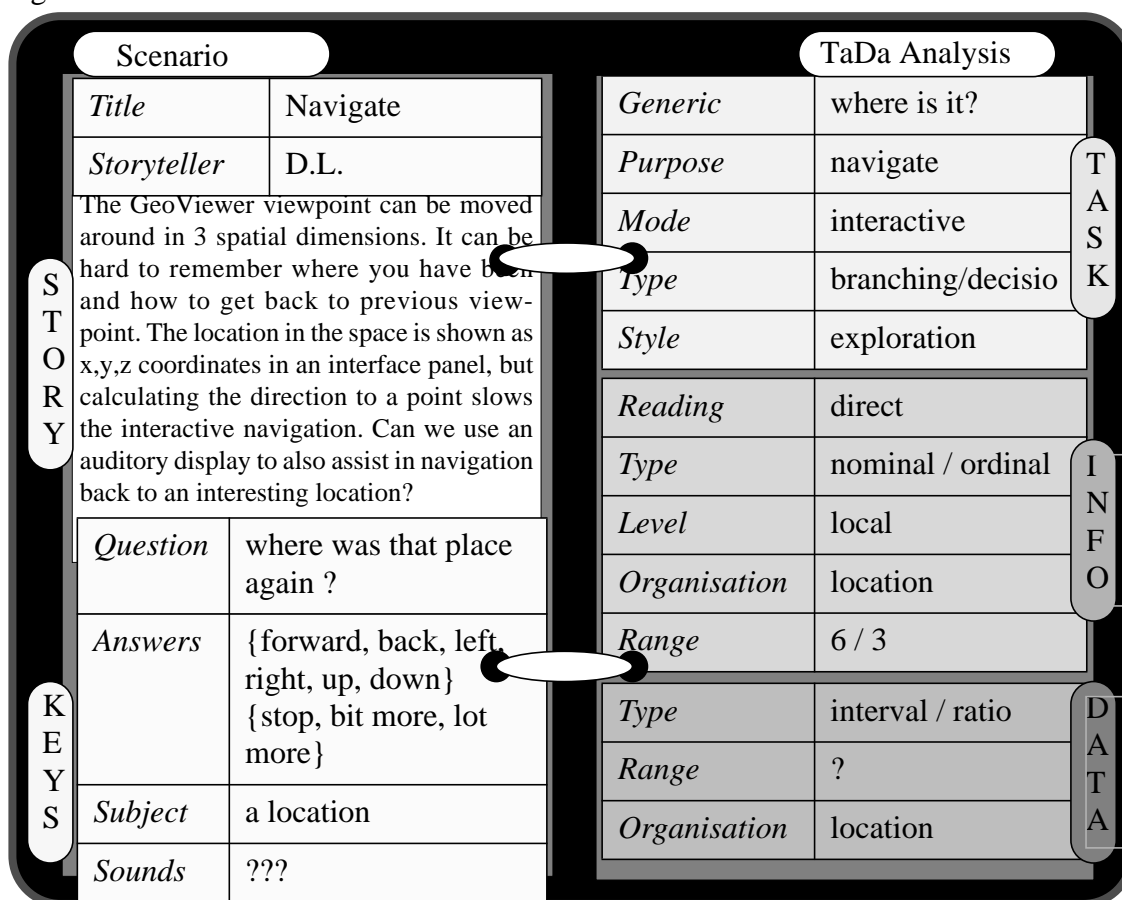 Scenario
Title Navigate
Storyteller D.L.
The GeoViewer viewpoint can be moved
around in 3 spatial dimensions. It can be
hard to remember where you have been
and how to get back to previous view-
point. The location in the space is shown as
x,y,z coordinates in an interface panel, but
calculating the direction to a point slows
the interactive navigation. Can we use an
auditory display to also assist in navigation
back to an interesting location?
STORY
Question where was that place
again ?
Answers {forward, back, left,
right, up, down}
{stop, bit more, lot
more}
Subject a location
Sounds ???
KEYS
TaDa Analysis
Generic where is it?
Purpose navigate
Mode interactive
Type branching/decisio
Style exploration
TASK
Reading direct
Type nominal / ordinal
Level local
Organisation location
Range 6 / 3
INFO
Type interval / ratio
Range ?
Organisation location
DATA